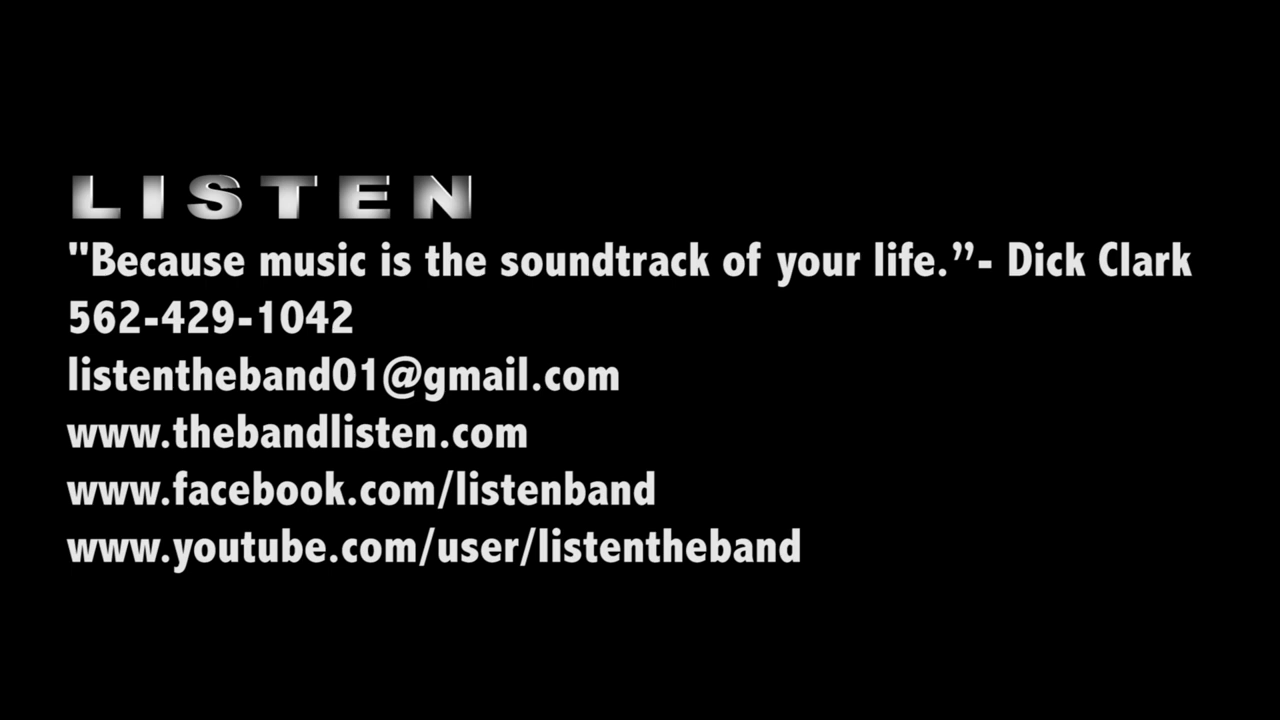 LISTEN
"Because music is the soundtrack of your life.”- Dick Clark
562-429-1042
listentheband01@gmail.com
www.thebandlisten.com
www.facebook.com/listenband
www.youtube.com/user/listentheband